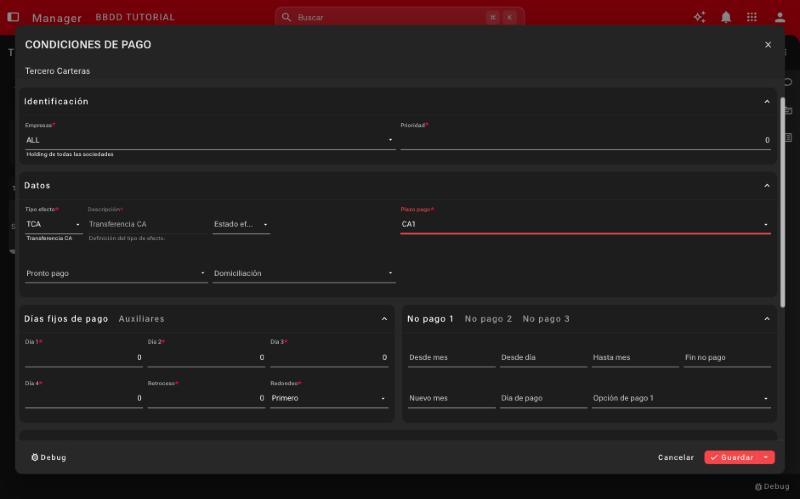 Manager BBDD TUTORIAL Buscar ⌘ K
CONDICIONES DE PAGO
Tercero Carteras
Identificación
Empresas* Prioridad*
ALL 0
Holding de todas las sociedades
Datos
Tipo efecto* Descripción* Plazo pago*
TCA Transferencia CA Estado ef... CA1
Transferencia CA Definición del tipo de efecto.
Pronto pago Domiciliación
Días fijos de pago Auxiliares No pago 1 No pago 2 No pago 3
Día 1* Día 2* Día 3*
0 0 0 Desde mes Desde día Hasta mes Fin no pago
Día 4* Retroceso* Redondeo*
0 0 Primero Nuevo mes Dia de pago Opción de pago 1
Debug Cancelar Guardar
Debug